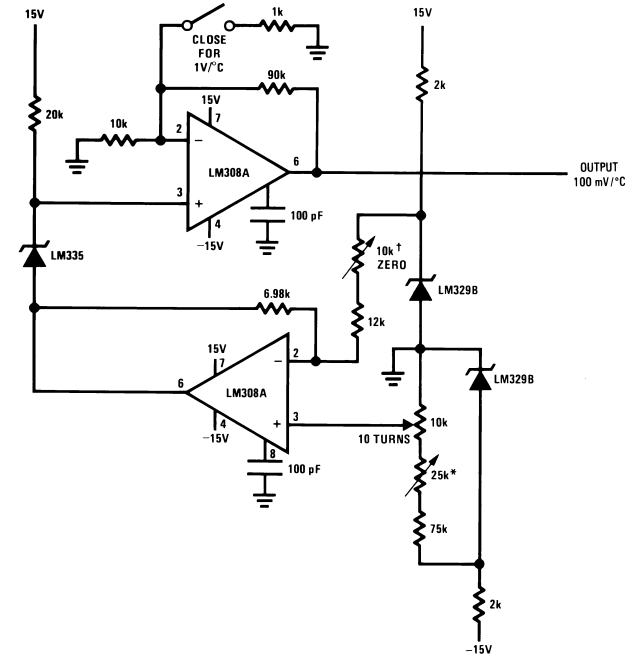 15V
1k
15V
CLOSE
FOR
1V/°C
90k
2k
20k
10k
15V
7
2
−
LM308A
6
3
+
4
−15V
100 pF
OUTPUT
100 mV/°C
10k†
ZERO
LM335
LM329B
6.98k
12k
15V
7
2
−
6
LM308A
LM329B
3
+
4
−15V
10 TURNS
10k
8
100 pF
25k*
75k
2k
−15V